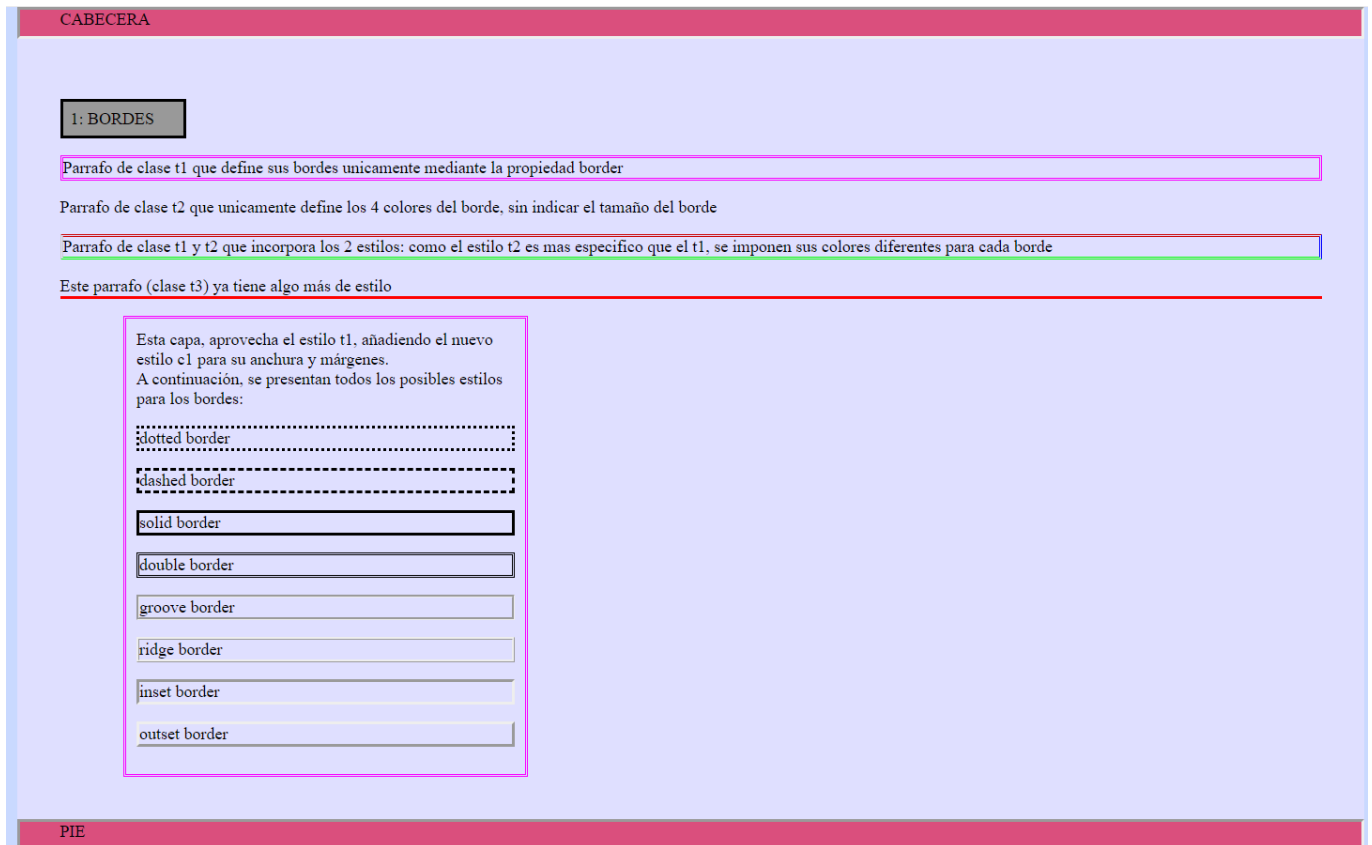 CABECERA
1: BORDES
Parrafo de clase t1 que define sus bordes unicamente mediante la propiedad border
Parrafo de clase t2 que unicamente define los 4 colores del borde, sin indicar el tamaño del borde
Parrafo de clase t1 y t2 que incorpora los 2 estilos: como el estilo t2 es mas especifico que el t1, se imponen sus colores diferentes para cada borde
Este parrafo (clase t3) ya tiene algo más de estilo
Esta capa, aprovecha el estilo t1, añadiendo el nuevo
estilo c1 para su anchura y márgenes.
A continuación, se presentan todos los posibles estilos
para los bordes:
dotted border
dashed border
solid border
double border
groove border
ridge border
inset border
outset border
PIE